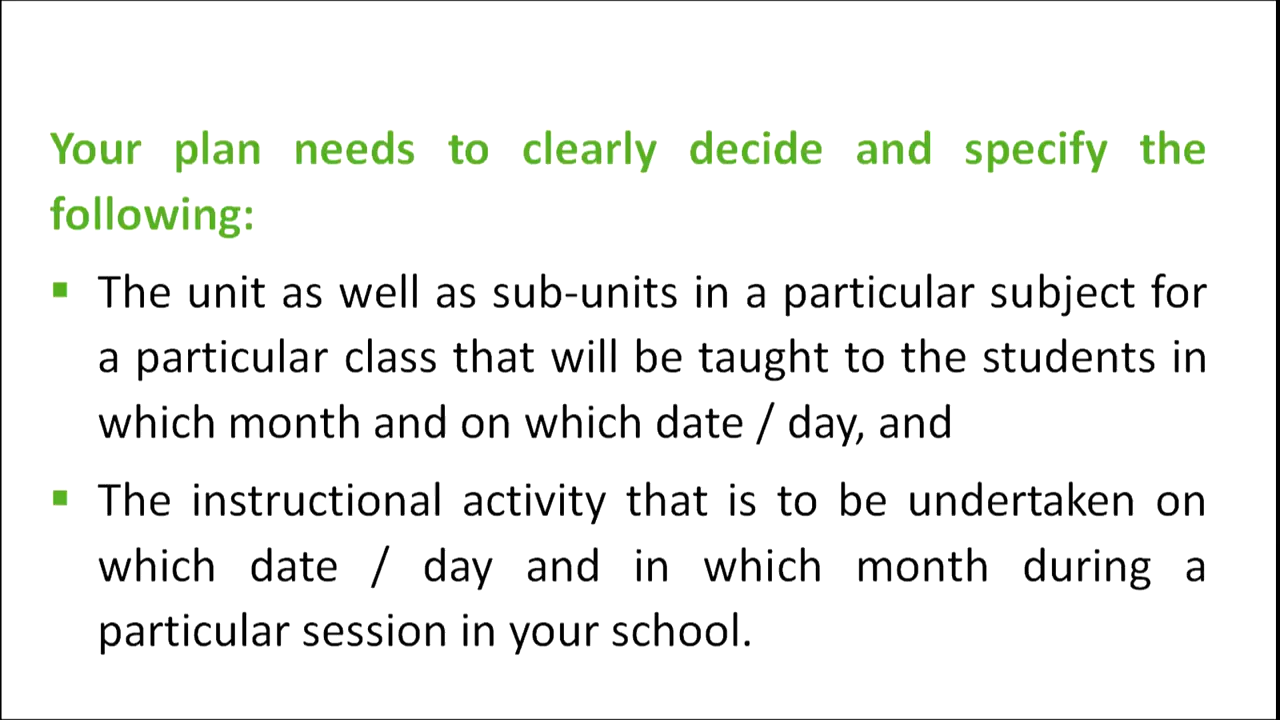 Your plan needs to clearly decide and specify the
following:
▪ The unit as well as sub-units in a particular subject for
a particular class that will be taught to the students in
which month and on which date / day, and
▪ The instructional activity that is to be undertaken on
which date / day and in which month during a
particular session in your school.